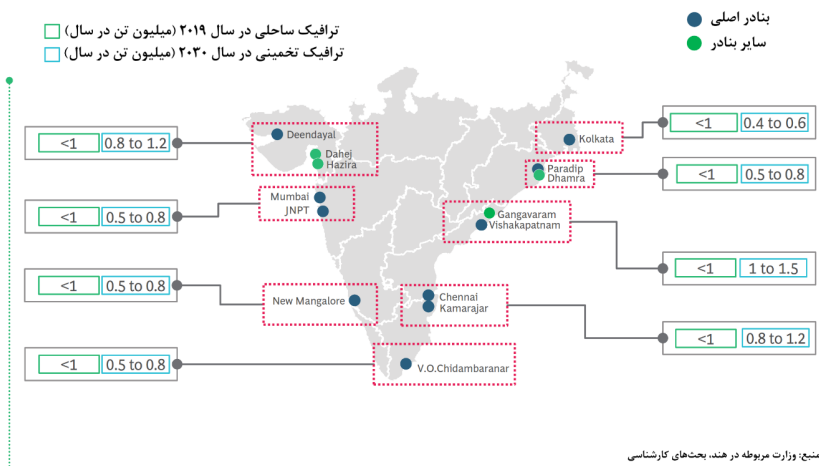 بنادر اصلی
سایر بنادر
ترافیک ساحلی در سال ۲۰۱۹ (میلیون تن در سال)
ترافیک تخمینی در سال ۲۰۳۰ (میلیون تن در سال)
<1 0.8 to 1.2
Deendayal
Dahej
Hazira
Kolkata
<1 0.4 to 0.6
Paradip
Dhamra
<1 0.5 to 0.8
<1 0.5 to 0.8
Mumbai
JNPT
Gangavaram
Vishakapatnam
<1 1 to 1.5
<1 0.5 to 0.8
New Mangalore
Chennai
Kamarajar
<1 0.8 to 1.2
<1 0.5 to 0.8
V.O.Chidambaranar
منبع: وزارت مربوطه در هند، بحث‌های کارشناسی